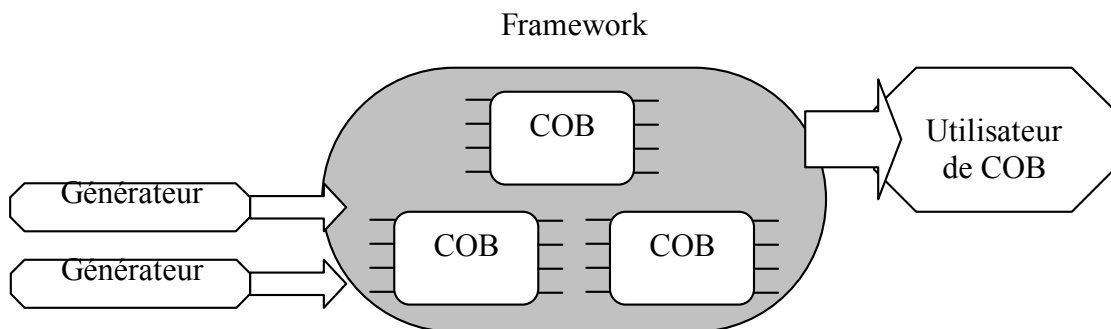 Framework
COB
Utilisateur
de COB
Générateur
COB
COB
Générateur